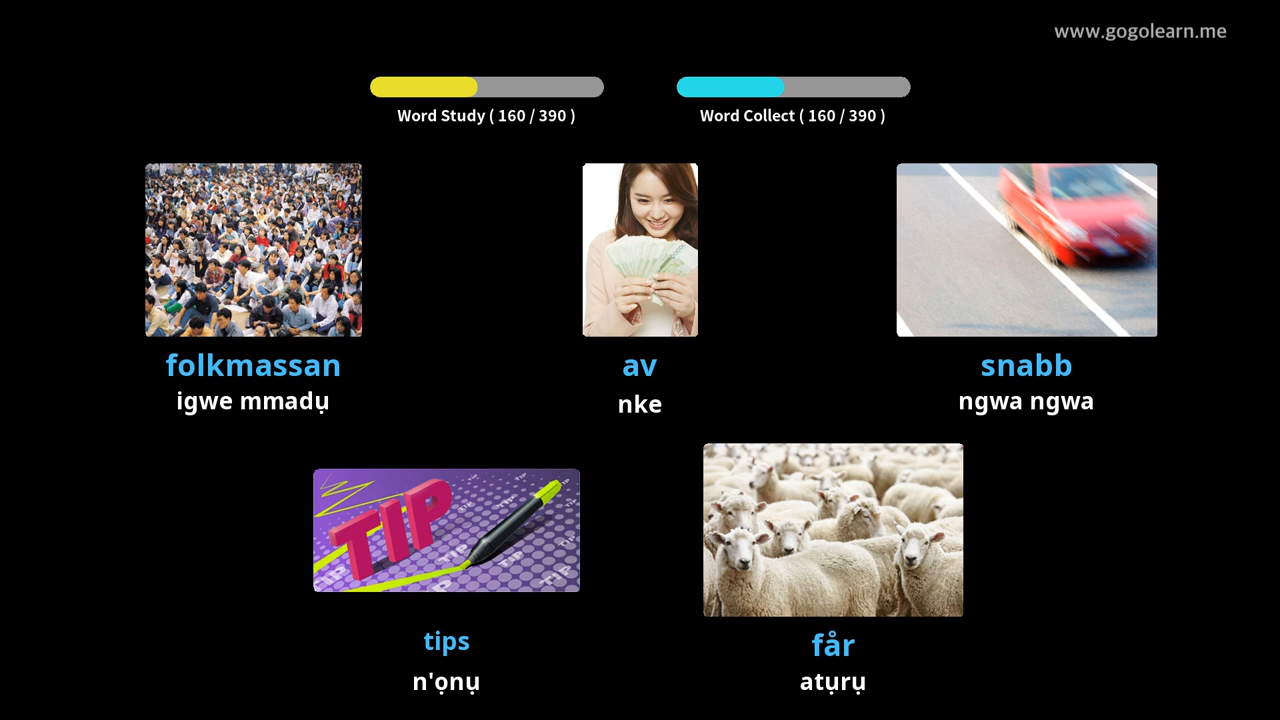 www.gogolearn.me
Word Study ( 160 / 390 )
Word Collect ( 160 / 390 )
folkmassan
igwe mmadụ
av
nke
snabb
ngwa ngwa
TIP
tips
n'ọnụ
får
atụrụ